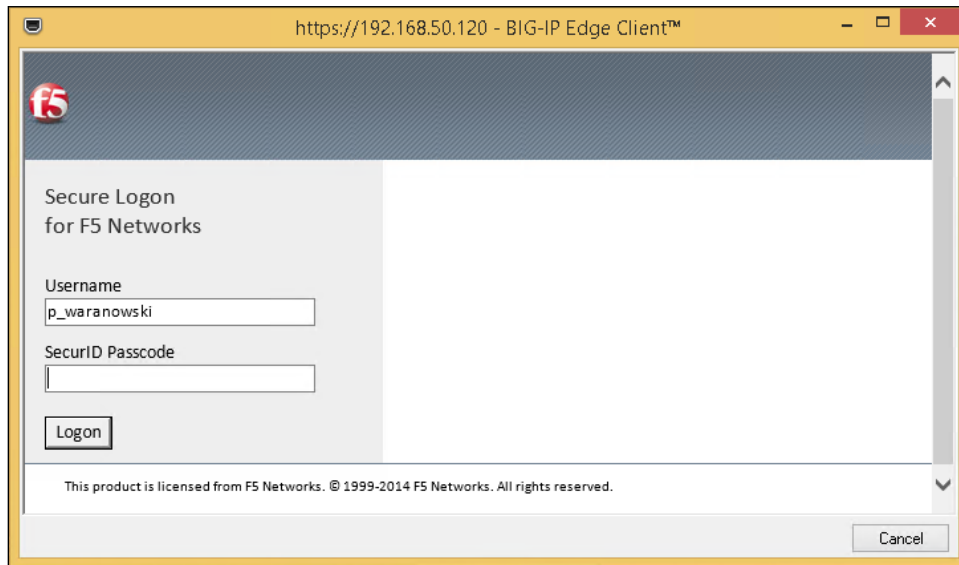 https://192.168.50.120 - BIG-IP Edge Client™
f5
Secure Logon
for F5 Networks
Username
p_waranowski
SecurID Passcode
Logon
This product is licensed from F5 Networks. © 1999-2014 F5 Networks. All rights reserved.
Cancel